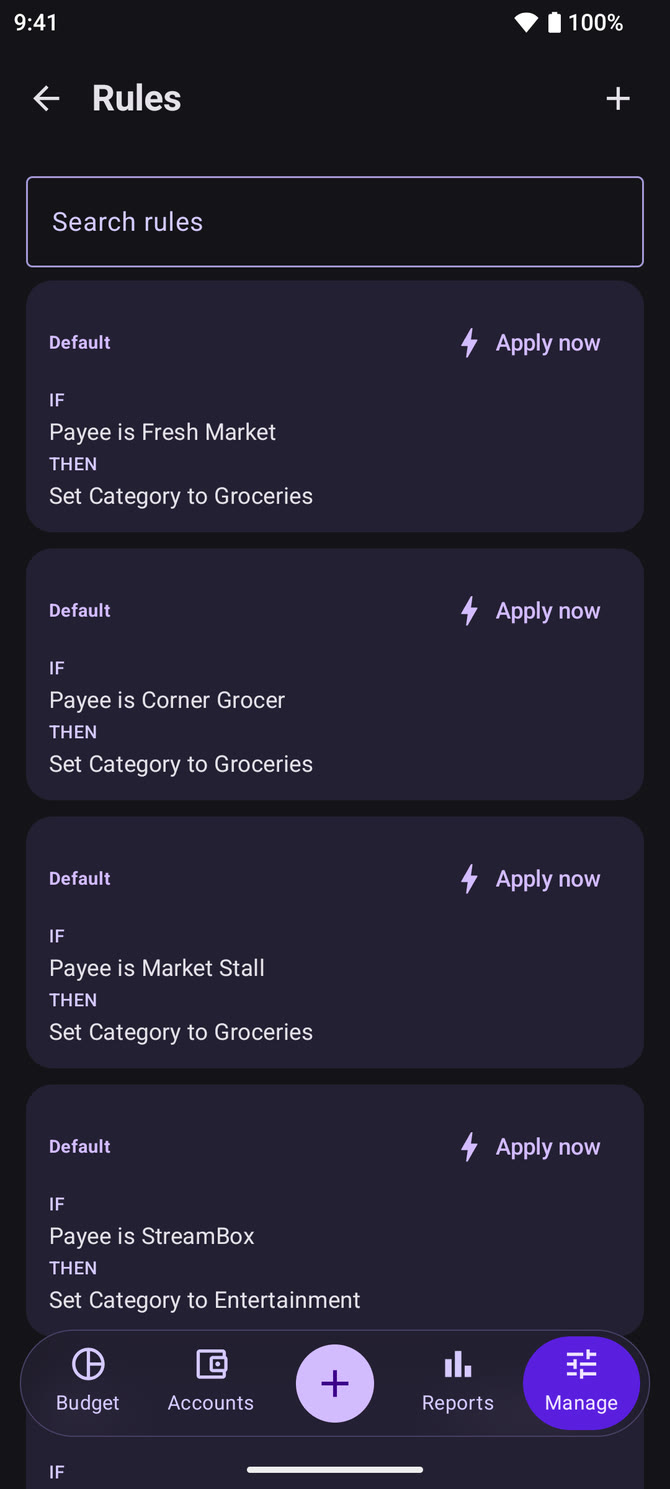 9:41
100%
Rules
Search rules
Default
Apply now
IF
Payee is Fresh Market
THEN
Set Category to Groceries
Default
Apply now
IF
Payee is Corner Grocer
THEN
Set Category to Groceries
Default
Apply now
IF
Payee is Market Stall
THEN
Set Category to Groceries
Default
Apply now
IF
Payee is StreamBox
THEN
Set Category to Entertainment
Budget
Accounts
Reports
Manage
IF